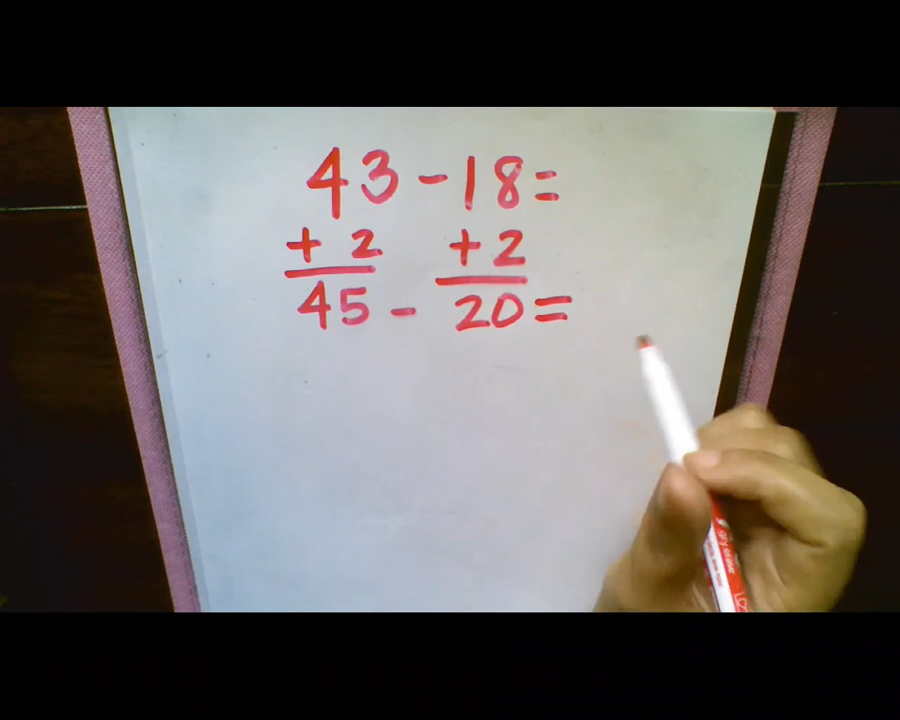 43-18=
+ 2 + 2
45 - 20=